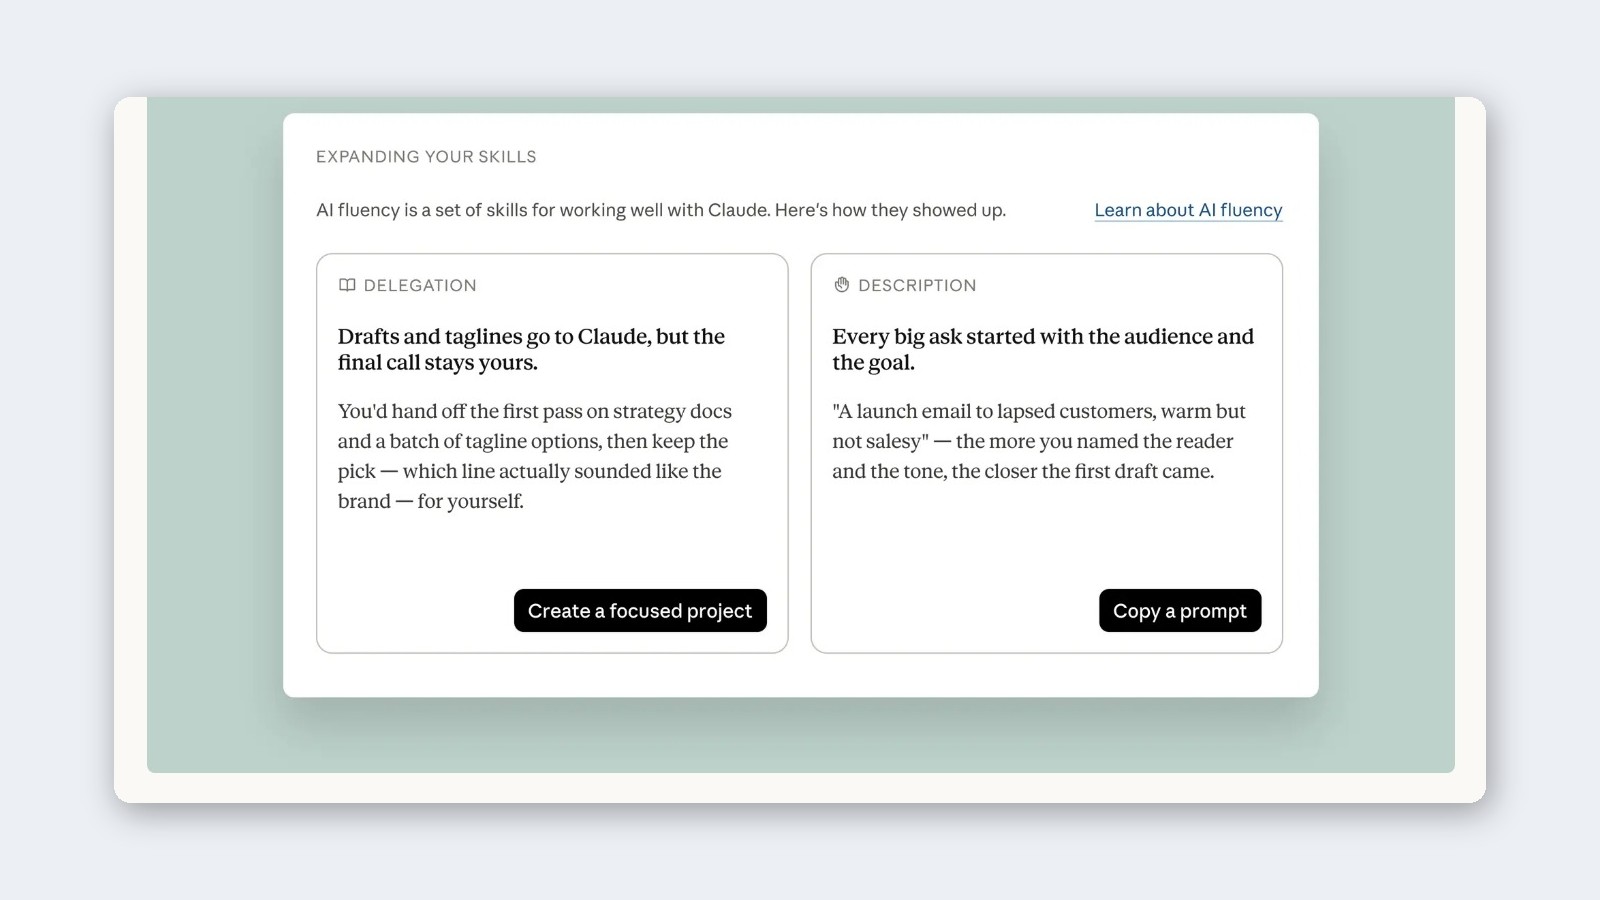 EXPANDING YOUR SKILLS
AI fluency is a set of skills for working well with Claude. Here's how they showed up.
Learn about AI fluency
DELEGATION
Drafts and taglines go to Claude, but the
final call stays yours.
You'd hand off the first pass on strategy docs
and a batch of tagline options, then keep the
pick — which line actually sounded like the
brand — for yourself.
Create a focused project
DESCRIPTION
Every big ask started with the audience and
the goal.
"A launch email to lapsed customers, warm but
not salesy" — the more you named the reader
and the tone, the closer the first draft came.
Copy a prompt